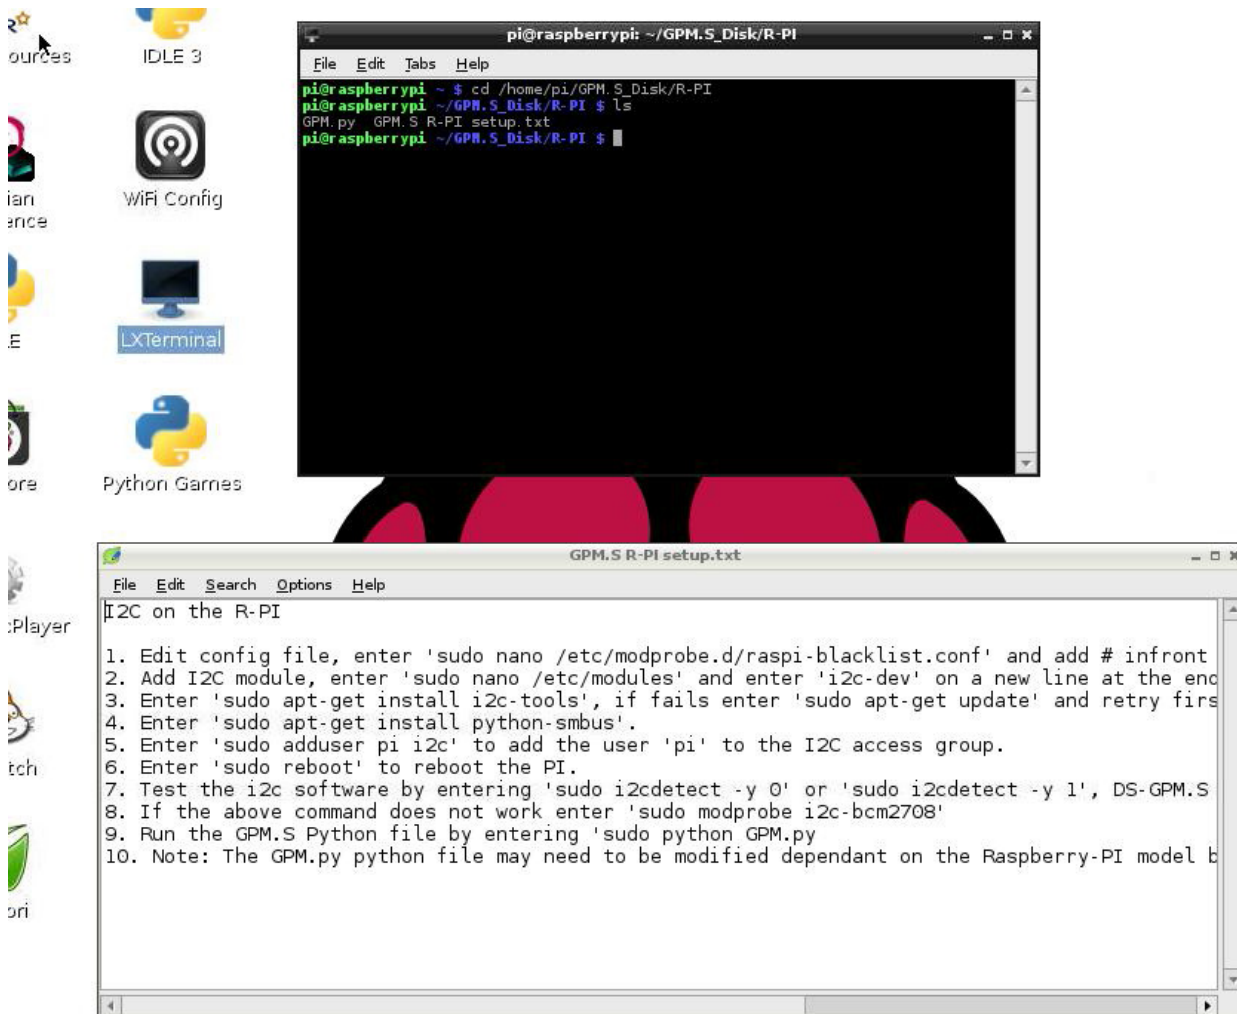 ources
IDLE 3
ian
ence
WiFi Config
E
LXTerminal
ore
Python Games
pi@raspberrypi: ~/GPM.S_Disk/R-PI
File Edit Tabs Help
pi@raspberrypi ~ $ cd /home/pi/GPM.S_Disk/R-PI
pi@raspberrypi ~/GPM.S_Disk/R-PI $ ls
GPM.py  GPM.S R-PI setup.txt
pi@raspberrypi ~/GPM.S_Disk/R-PI $
cPlayer
tch
ori
GPM.S R-PI setup.txt
File Edit Search Options Help
I2C on the R-PI
1. Edit config file, enter 'sudo nano /etc/modprobe.d/raspi-blacklist.conf' and add # infront
2. Add I2C module, enter 'sudo nano /etc/modules' and enter 'i2c-dev' on a new line at the end
3. Enter 'sudo apt-get install i2c-tools', if fails enter 'sudo apt-get update' and retry firs
4. Enter 'sudo apt-get install python-smbus'.
5. Enter 'sudo adduser pi i2c' to add the user 'pi' to the I2C access group.
6. Enter 'sudo reboot' to reboot the PI.
7. Test the i2c software by entering 'sudo i2cdetect -y 0' or 'sudo i2cdetect -y 1', DS-GPM.S
8. If the above command does not work enter 'sudo modprobe i2c-bcm2708'
9. Run the GPM.S Python file by entering 'sudo python GPM.py
10. Note: The GPM.py python file may need to be modified dependant on the Raspberry-PI model b